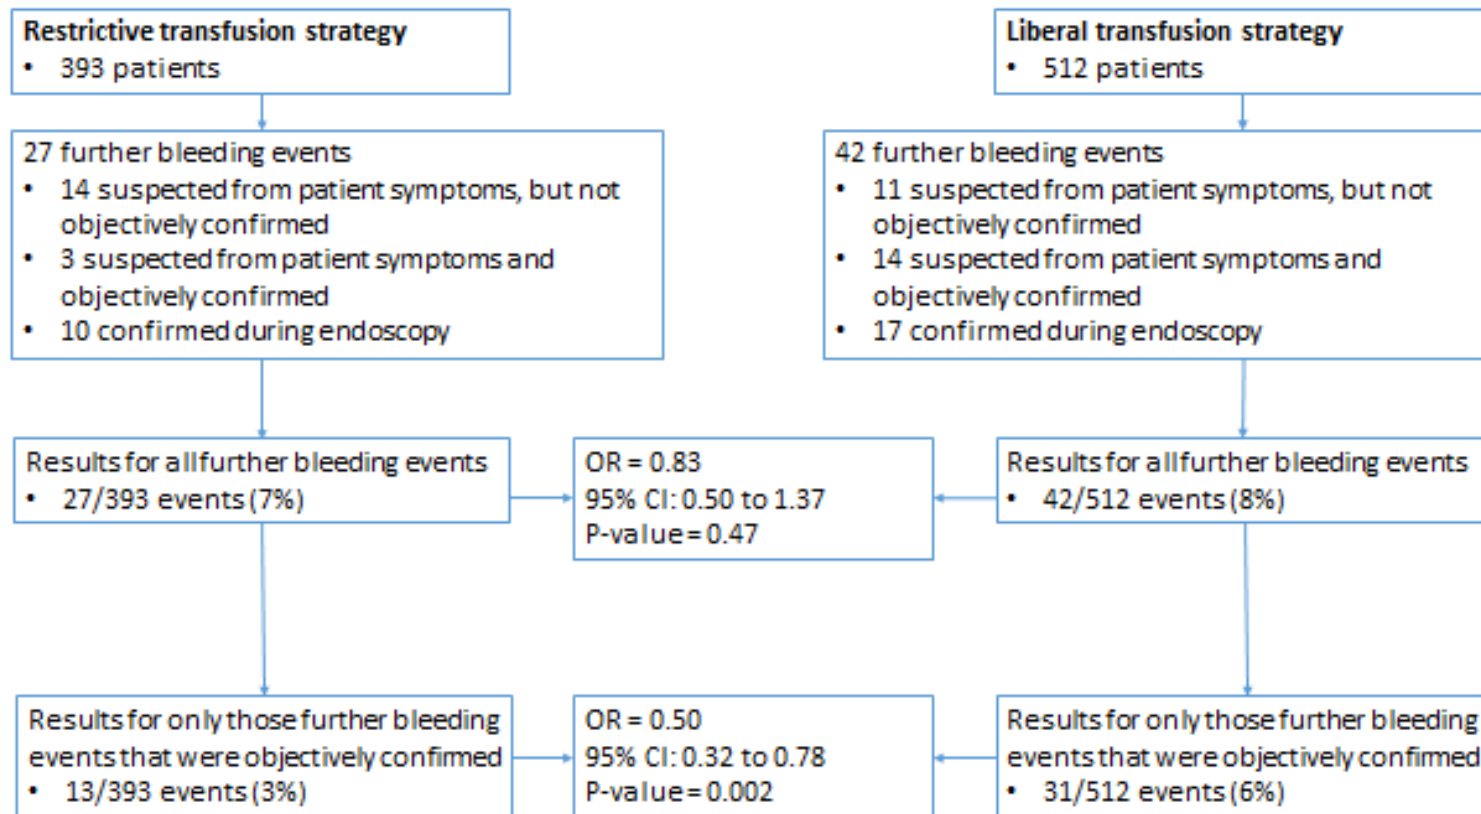 Restrictive transfusion strategy
• 393 patients
Liberal transfusion strategy
• 512 patients
27 further bleeding events
• 14 suspected from patient symptoms, but not
objectively confirmed
• 3 suspected from patient symptoms and
objectively confirmed
• 10 confirmed during endoscopy
42 further bleeding events
• 11 suspected from patient symptoms, but not
objectively confirmed
• 14 suspected from patient symptoms and
objectively confirmed
• 17 confirmed during endoscopy
Results for all further bleeding events
• 27/393 events (7%)
OR = 0.83
95% CI: 0.50 to 1.37
P-value = 0.47
Results for all further bleeding events
• 42/512 events (8%)
Results for only those further bleeding
events that were objectively confirmed
• 13/393 events (3%)
OR = 0.50
95% CI: 0.32 to 0.78
P-value = 0.002
Results for only those further bleeding
events that were objectively confirmed
• 31/512 events (6%)